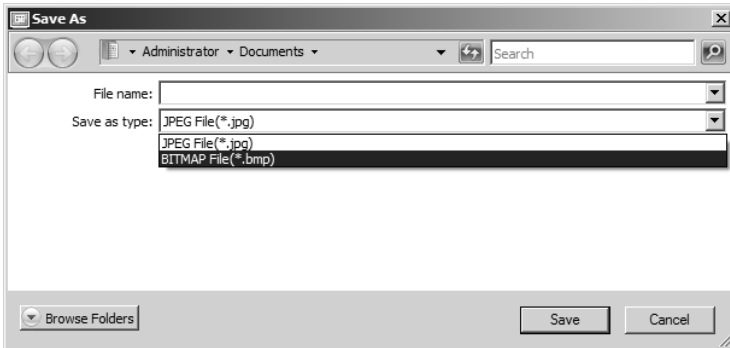 Save As
Administrator Documents
Search
File name:
Save as type: JPEG File(*.jpg)
JPEG File(*.jpg)
BITMAP File(*.bmp)
Browse Folders Save Cancel